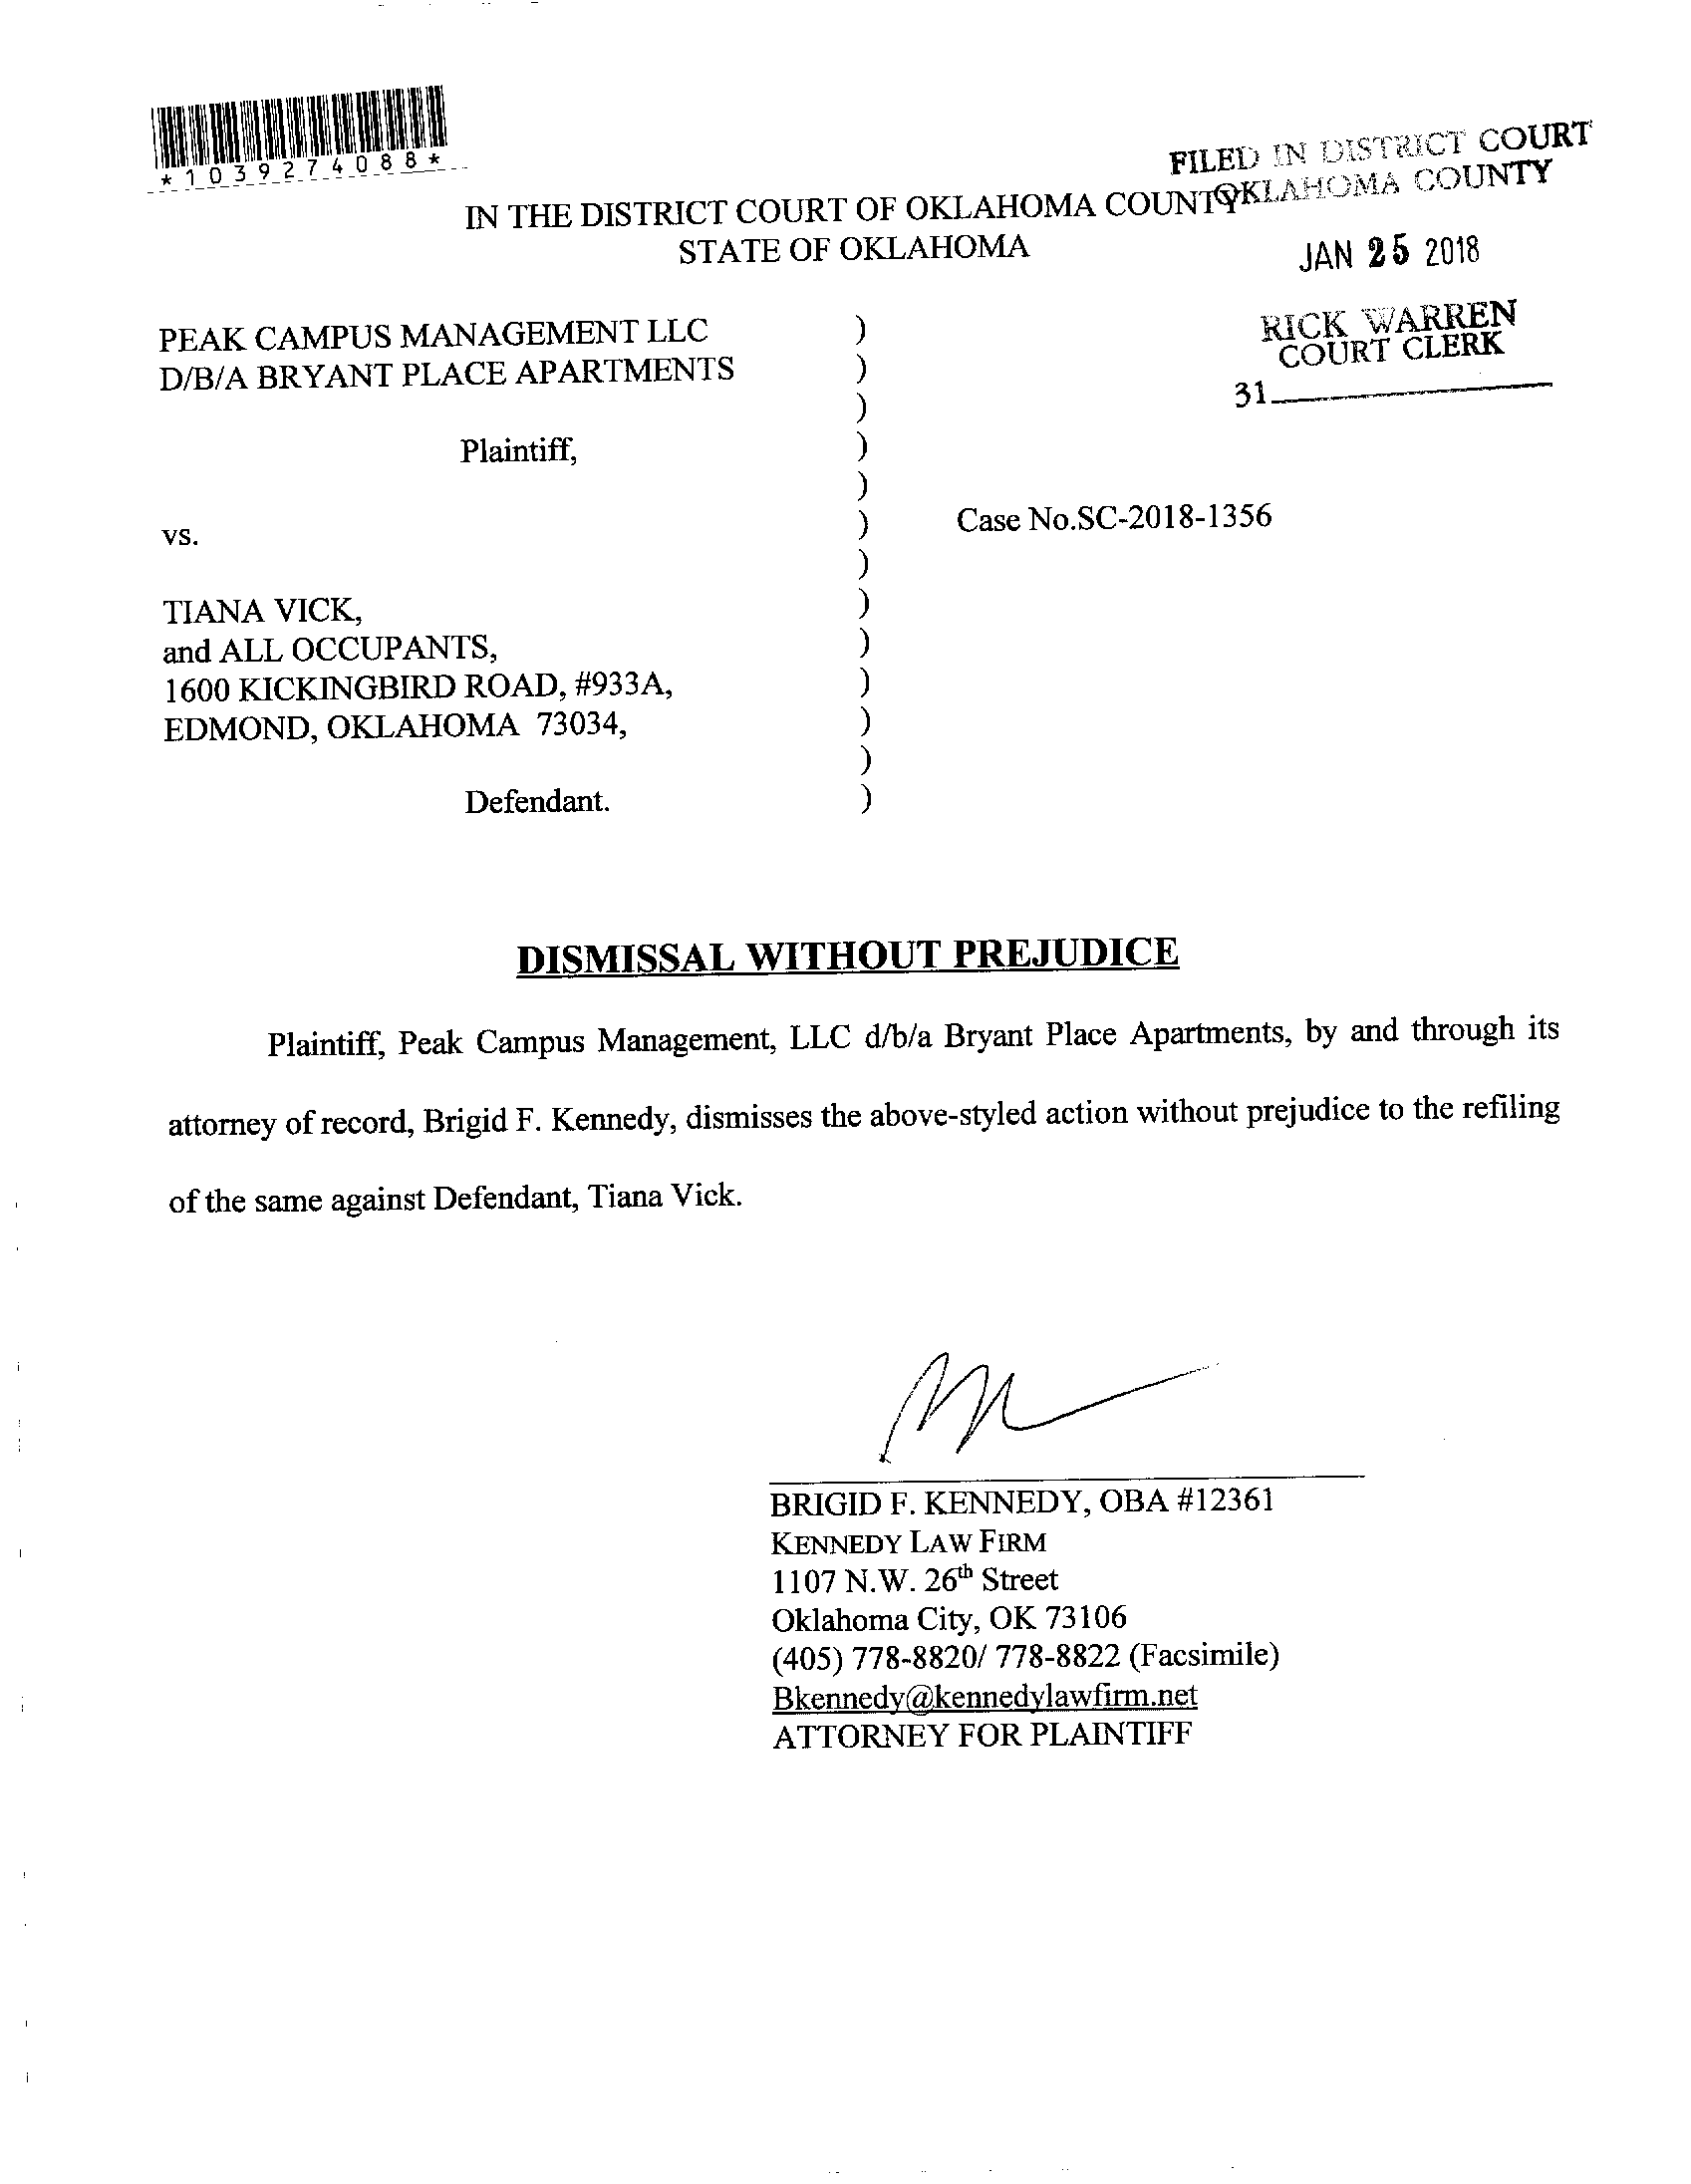 *1039274088*
FILED IN DISTRICT COURT
OKLAHOMA COUNTY
IN THE DISTRICT COURT OF OKLAHOMA COUNTY
STATE OF OKLAHOMA
JAN 25 2018
RICK WARREN
COURT CLERK
31
PEAK CAMPUS MANAGEMENT LLC )
D/B/A BRYANT PLACE APARTMENTS )
)
Plaintiff, )
)
vs. ) Case No.SC-2018-1356
)
TIANA VICK, )
and ALL OCCUPANTS, )
1600 KICKINGBIRD ROAD, #933A, )
EDMOND, OKLAHOMA 73034, )
)
Defendant. )
DISMISSAL WITHOUT PREJUDICE
Plaintiff, Peak Campus Management, LLC d/b/a Bryant Place Apartments, by and through its
attorney of record, Brigid F. Kennedy, dismisses the above-styled action without prejudice to the refiling
of the same against Defendant, Tiana Vick.
BRIGID F. KENNEDY, OBA #12361
KENNEDY LAW FIRM
1107 N.W. 26th Street
Oklahoma City, OK 73106
(405) 778-8820/ 778-8822 (Facsimile)
Bkennedy@kennedylawfirm.net
ATTORNEY FOR PLAINTIFF